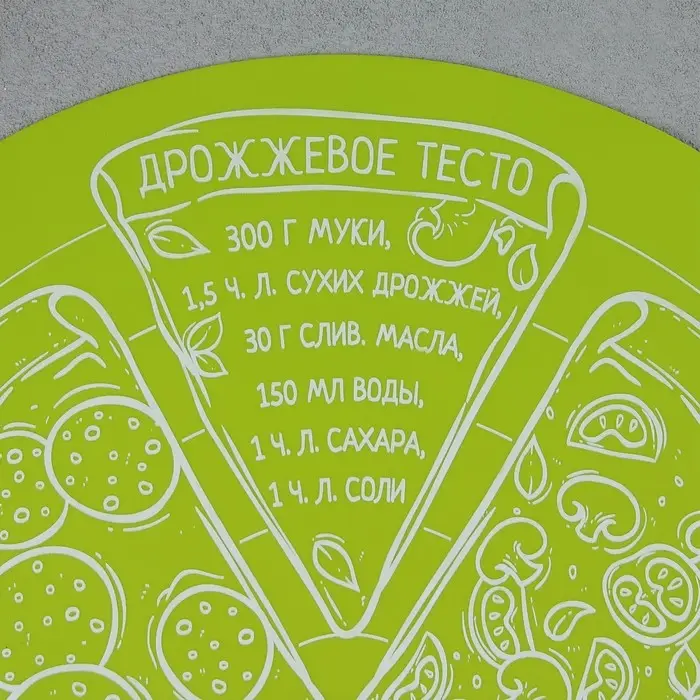 ДРОЖЖЕВОЕ ТЕСТО
300 Г МУКИ,
1,5 Ч. Л. СУХИХ ДРОЖЖЕЙ,
30 Г СЛИВ. МАСЛА,
150 МЛ ВОДЫ,
1 Ч. Л. САХАРА,
1 Ч. Л. СОЛИ